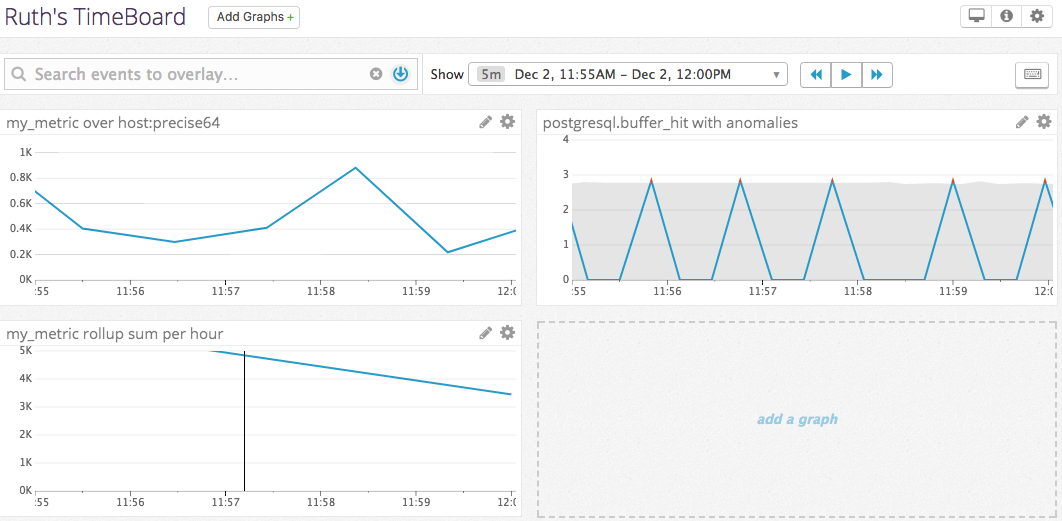 Ruth's TimeBoard
Add Graphs +
Search events to overlay...
Show 5m Dec 2, 11:55AM – Dec 2, 12:00PM
my_metric over host:precise64
1K
0.8K
0.6K
0.4K
0.2K
0K
:55 11:56 11:57 11:58 11:59 12:0
postgresql.buffer_hit with anomalies
4
3
2
1
0
:55 11:56 11:57 11:58 11:59 12:0
my_metric rollup sum per hour
5K
4K
3K
2K
1K
0K
:55 11:56 11:57 11:58 11:59 12:0
add a graph